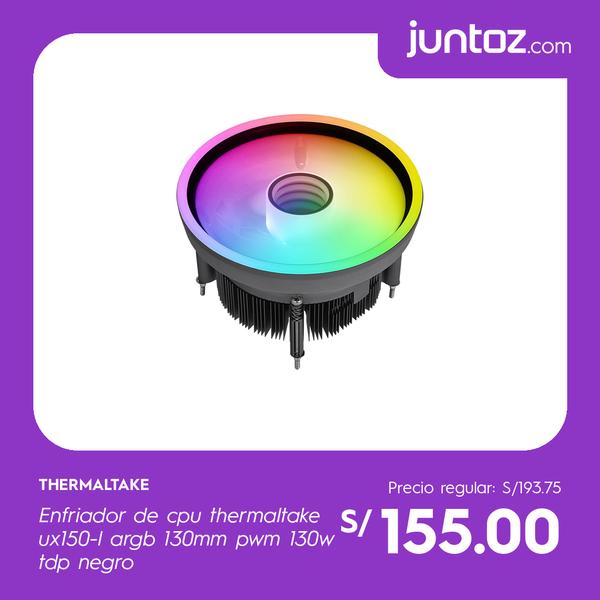 juntoz.com
THERMALTAKE
Enfriador de cpu thermaltake
ux150-l argb 130mm pwm 130w
tdp negro
Precio regular: S/193.75
S/155.00